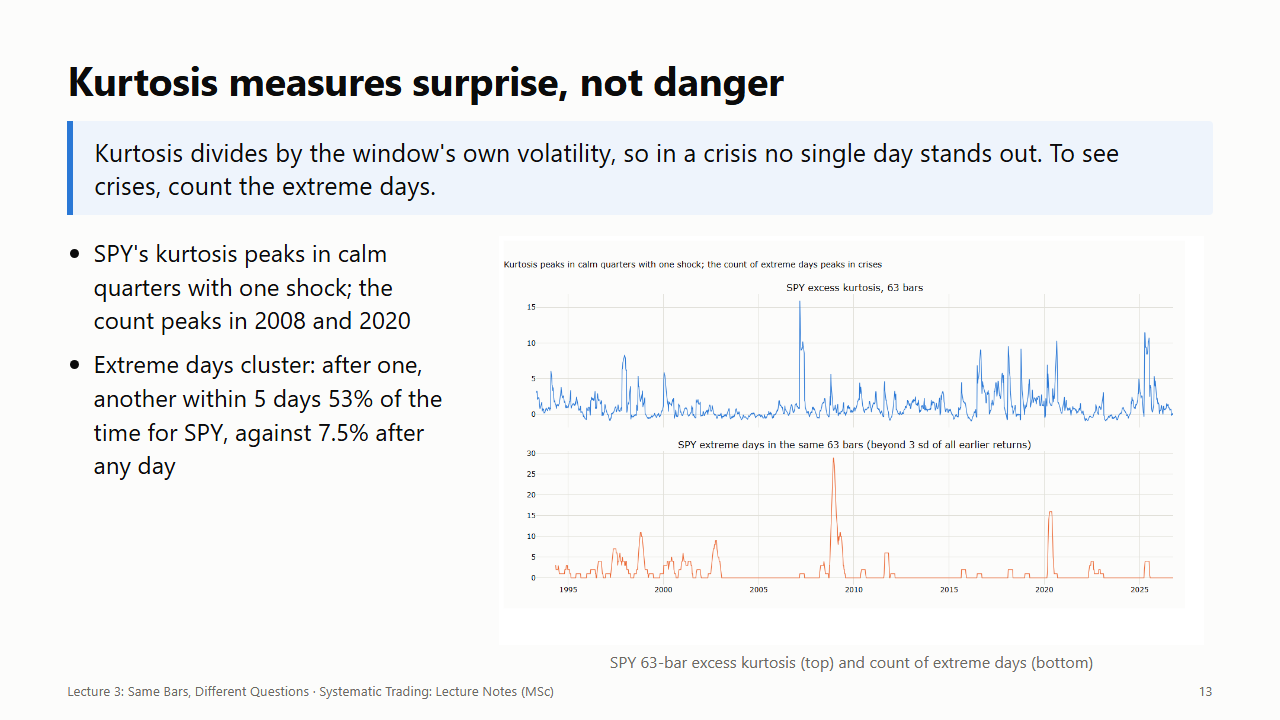 Kurtosis measures surprise, not danger
Kurtosis divides by the window's own volatility, so in a crisis no single day stands out. To see
crises, count the extreme days.
• SPY's kurtosis peaks in calm
quarters with one shock; the
count peaks in 2008 and 2020
• Extreme days cluster: after one,
another within 5 days 53% of the
time for SPY, against 7.5% after
any day
Kurtosis peaks in calm quarters with one shock; the count of extreme days peaks in crises
SPY excess kurtosis, 63 bars
15
10
5
0
SPY extreme days in the same 63 bars (beyond 3 sd of all earlier returns)
30
25
20
15
10
5
0
1995 2000 2005 2010 2015 2020 2025
SPY 63-bar excess kurtosis (top) and count of extreme days (bottom)
Lecture 3: Same Bars, Different Questions · Systematic Trading: Lecture Notes (MSc) 13